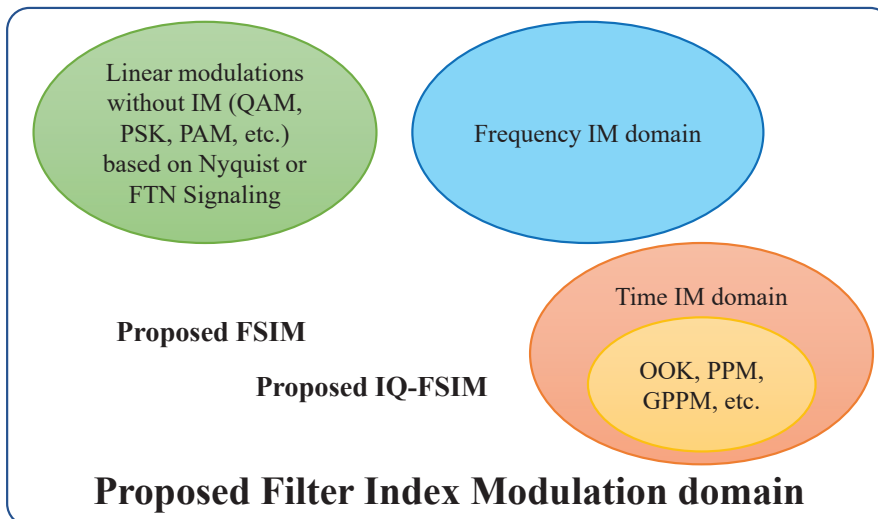 Linear modulations
without IM (QAM,
PSK, PAM, etc.)
based on Nyquist or
FTN Signaling
Frequency IM domain
Time IM domain
OOK, PPM,
GPPM, etc.
Proposed FSIM
Proposed IQ-FSIM
Proposed Filter Index Modulation domain